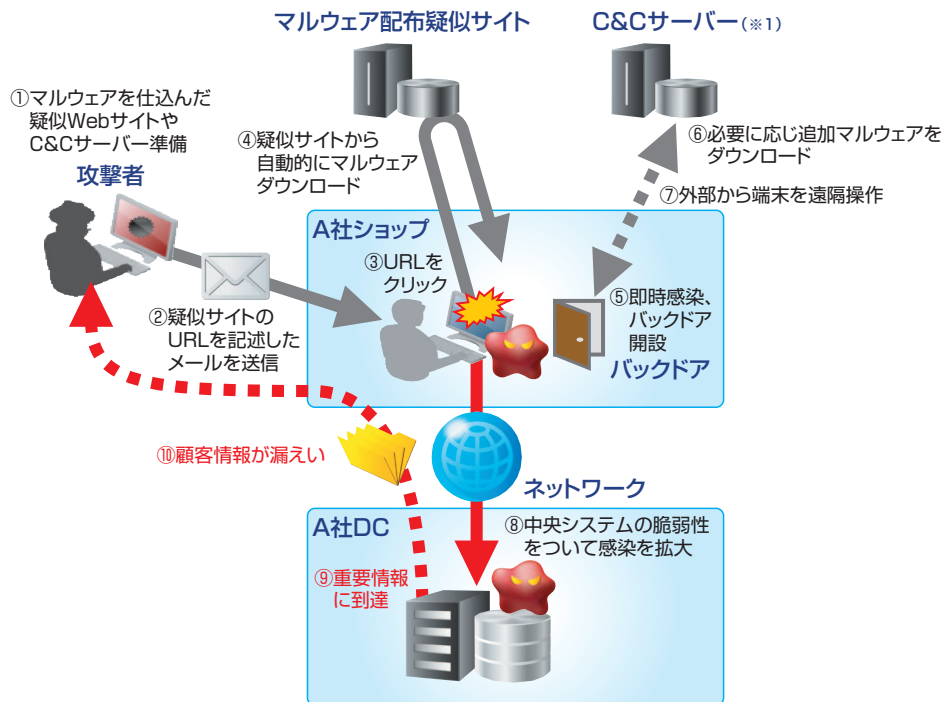 マルウェア配布疑似サイト
C&Cサーバー(※1)
①マルウェアを仕込んだ
疑似Webサイトや
C&Cサーバー準備
攻撃者
④疑似サイトから
自動的にマルウェア
ダウンロード
⑥必要に応じ追加マルウェアを
ダウンロード
⑦外部から端末を遠隔操作
A社ショップ
③URLを
クリック
②疑似サイトの
URLを記述した
メールを送信
⑤即時感染、
バックドア
開設
バックドア
⑩顧客情報が漏えい
ネットワーク
A社DC
⑧中央システムの脆弱性
をついて感染を拡大
⑨重要情報
に到達